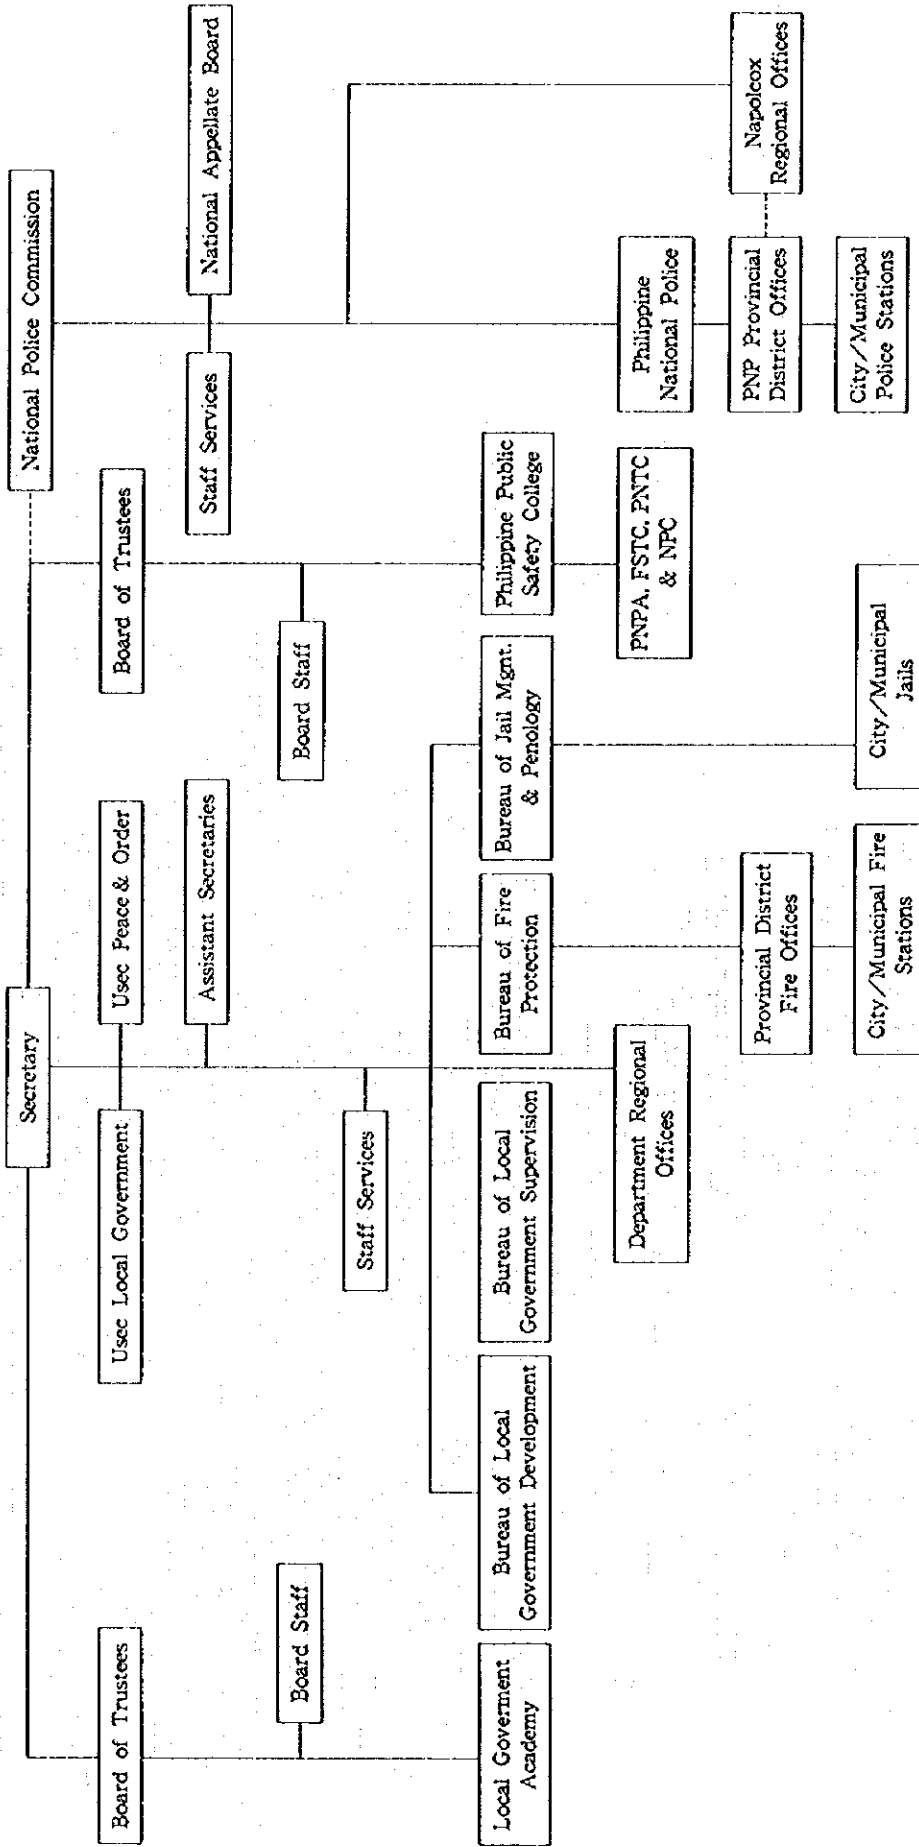 Secretary
National Police Commission
Board of Trustees
Usec Local Government
Usec Peace & Order
Board of Trustees
Assistant Secretaries
Staff Services
National Appellate Board
Board Staff
Board Staff
Staff Services
Local Goverment
Academy
Bureau of Local
Government Development
Bureau of Local
Government Supervision
Bureau of Fire
Protection
Bureau of Jail Mgnt.
& Penology
Philippine Public
Safety College
Department Regional
Offices
PNPA, FSTC, PNTC
& NPC
Philippine
National Police
Provincial District
Fire Offices
PNP Provincial
District Offices
Napolcox
Regional Offices
City/Municipal Fire
Stations
City/Municipal
Jails
City/Municipal
Police Stations